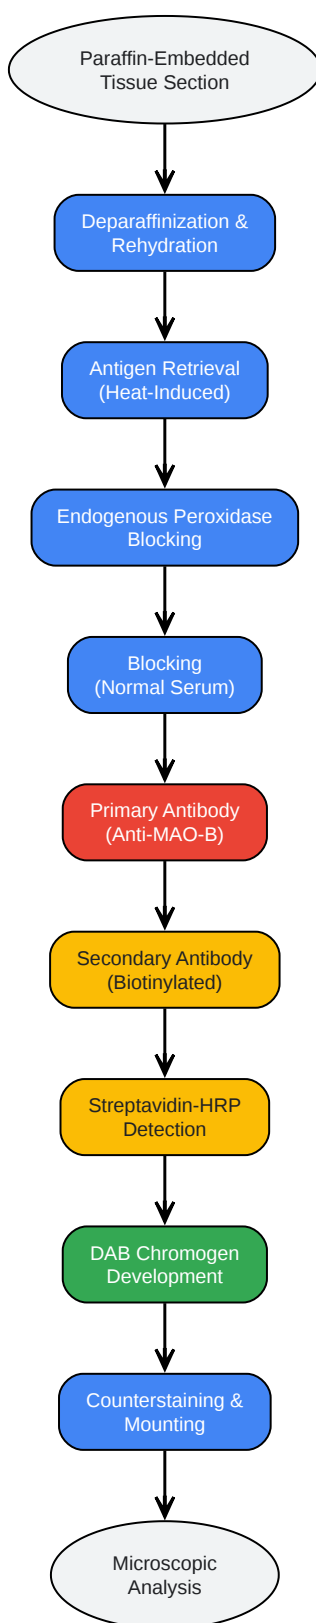 Paraffin-Embedded
Tissue Section
Deparaffinization &
Rehydration
Antigen Retrieval
(Heat-Induced)
Endogenous Peroxidase
Blocking
Blocking
(Normal Serum)
Primary Antibody
(Anti-MAO-B)
Secondary Antibody
(Biotinylated)
Streptavidin-HRP
Detection
DAB Chromogen
Development
Counterstaining &
Mounting
Microscopic
Analysis